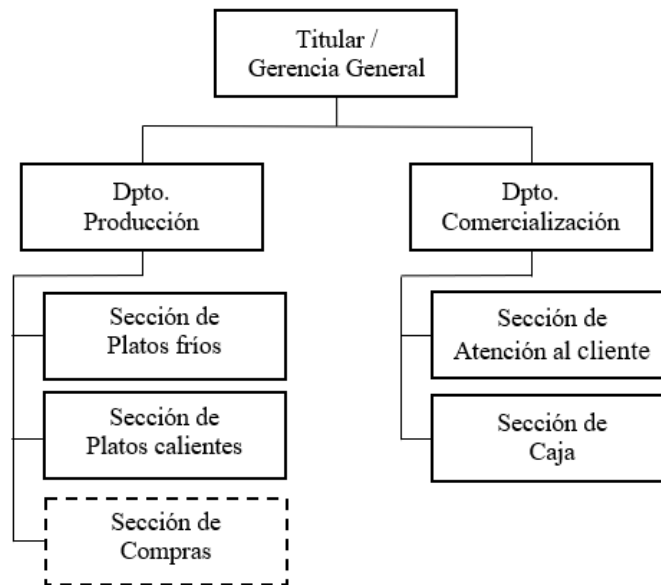 Titular /
Gerencia General
Dpto.
Producción
Dpto.
Comercialización
Sección de
Platos fríos
Sección de
Platos calientes
Sección de
Compras
Sección de
Atención al cliente
Sección de
Caja